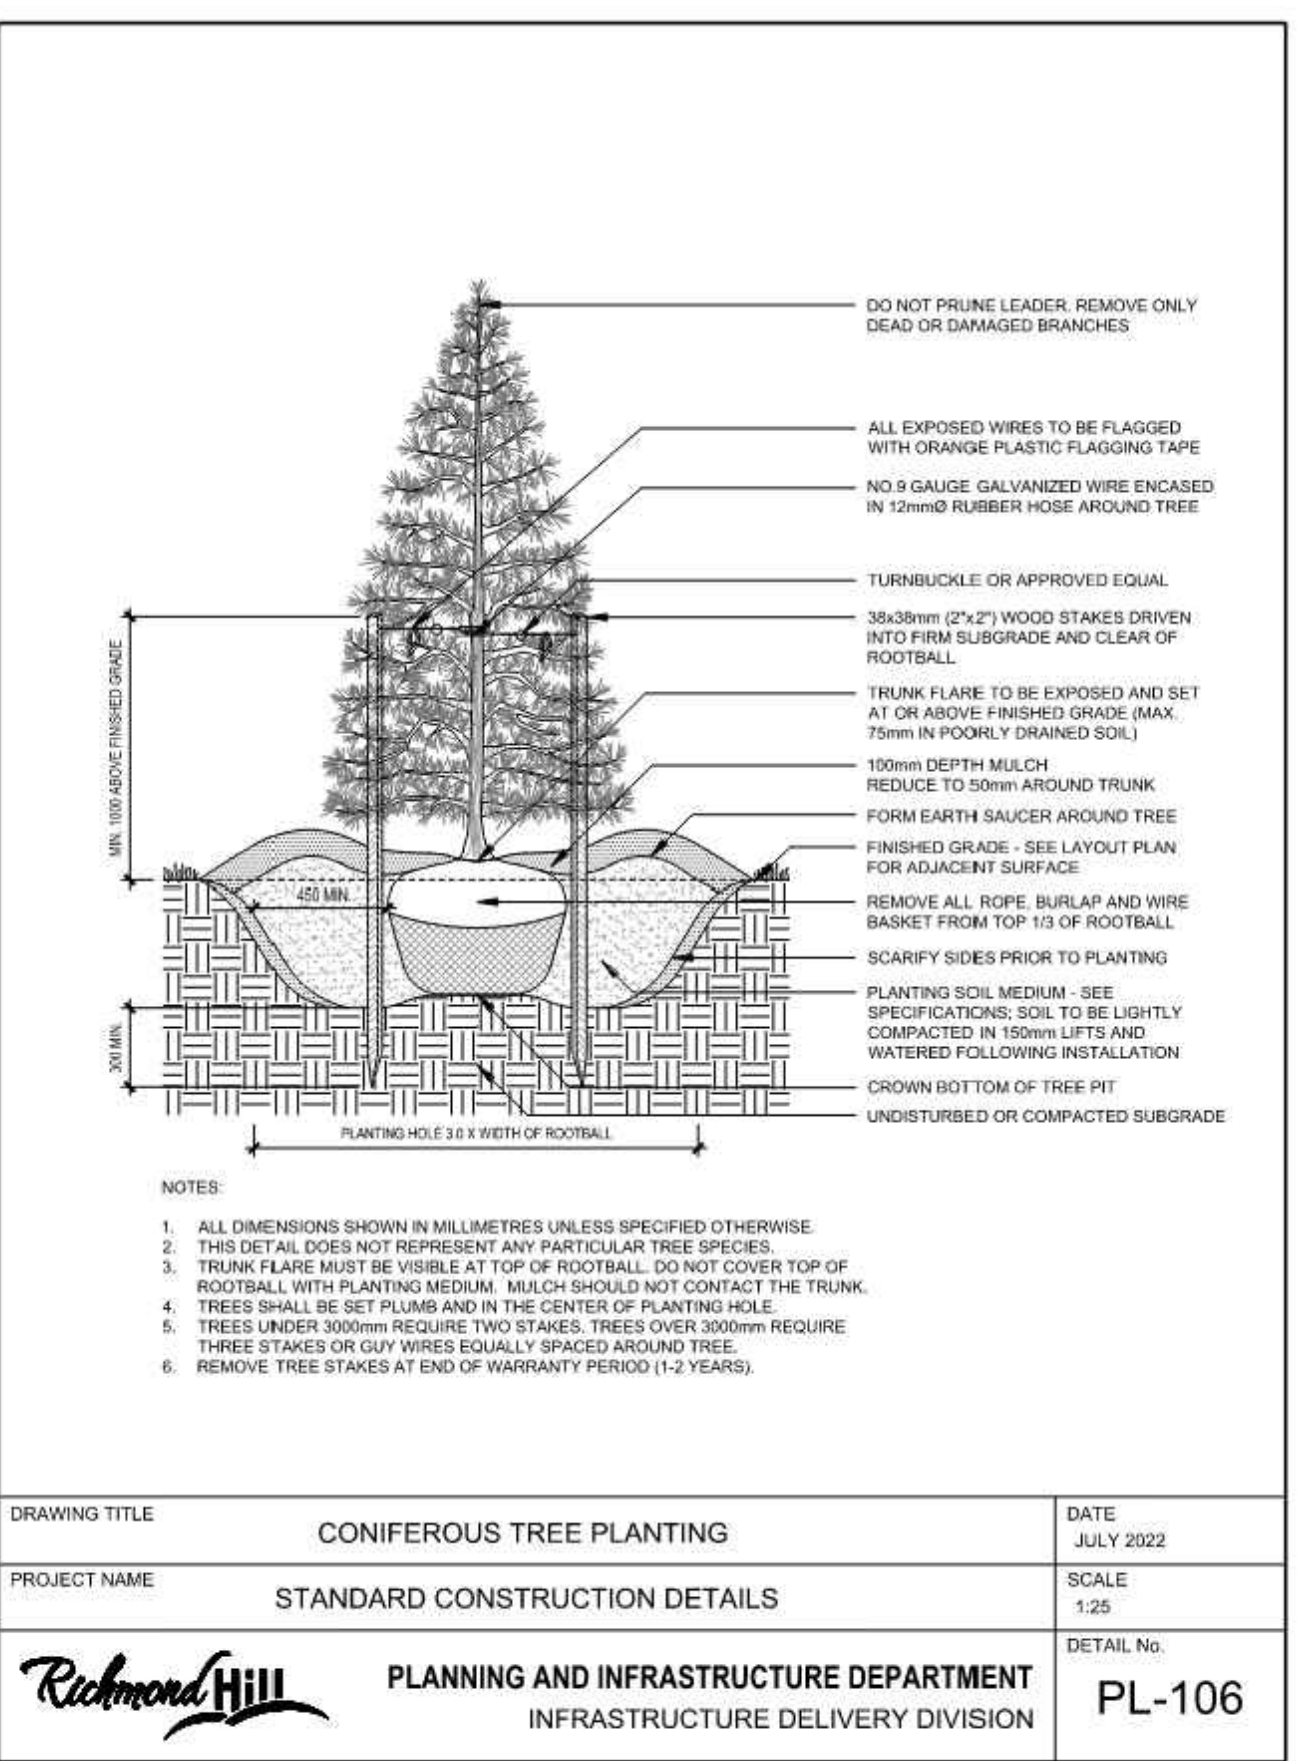 DO NOT PRUNE LEADER. REMOVE ONLY
DEAD OR DAMAGED BRANCHES
ALL EXPOSED WIRES TO BE FLAGGED
WITH ORANGE PLASTIC FLAGGING TAPE
NO.9 GAUGE GALVANIZED WIRE ENCASED
IN 12mmØ RUBBER HOSE AROUND TREE
TURNBUCKLE OR APPROVED EQUAL
38x38mm (2"x2") WOOD STAKES DRIVEN
INTO FIRM SUBGRADE AND CLEAR OF
ROOTBALL
TRUNK FLARE TO BE EXPOSED AND SET
AT OR ABOVE FINISHED GRADE (MAX.
75mm IN POORLY DRAINED SOIL)
100mm DEPTH MULCH
REDUCE TO 50mm AROUND TRUNK
FORM EARTH SAUCER AROUND TREE
FINISHED GRADE - SEE LAYOUT PLAN
FOR ADJACENT SURFACE
REMOVE ALL ROPE, BURLAP AND WIRE
BASKET FROM TOP 1/3 OF ROOTBALL
SCARIFY SIDES PRIOR TO PLANTING
PLANTING SOIL MEDIUM - SEE
SPECIFICATIONS; SOIL TO BE LIGHTLY
COMPACTED IN 150mm LIFTS AND
WATERED FOLLOWING INSTALLATION
CROWN BOTTOM OF TREE PIT
UNDISTURBED OR COMPACTED SUBGRADE
MIN. 1000 ABOVE FINISHED GRADE
450 MIN.
300 MIN.
PLANTING HOLE 3.0 X WIDTH OF ROOTBALL
NOTES:
1. ALL DIMENSIONS SHOWN IN MILLIMETRES UNLESS SPECIFIED OTHERWISE.
2. THIS DETAIL DOES NOT REPRESENT ANY PARTICULAR TREE SPECIES.
3. TRUNK FLARE MUST BE VISIBLE AT TOP OF ROOTBALL. DO NOT COVER TOP OF
ROOTBALL WITH PLANTING MEDIUM. MULCH SHOULD NOT CONTACT THE TRUNK.
4. TREES SHALL BE SET PLUMB AND IN THE CENTER OF PLANTING HOLE.
5. TREES UNDER 3000mm REQUIRE TWO STAKES. TREES OVER 3000mm REQUIRE
THREE STAKES OR GUY WIRES EQUALLY SPACED AROUND TREE.
6. REMOVE TREE STAKES AT END OF WARRANTY PERIOD (1-2 YEARS).
DRAWING TITLE
CONIFEROUS TREE PLANTING
DATE
JULY 2022
PROJECT NAME
STANDARD CONSTRUCTION DETAILS
SCALE
1:25
Richmond Hill
PLANNING AND INFRASTRUCTURE DEPARTMENT
INFRASTRUCTURE DELIVERY DIVISION
DETAIL No.
PL-106